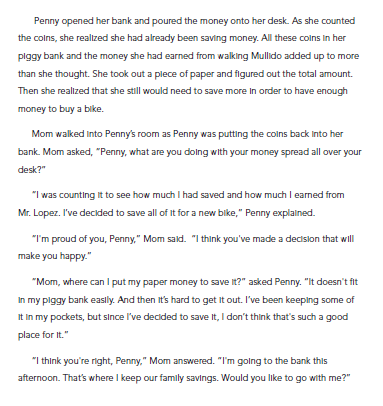 Penny opened her bank and poured the money onto her desk. As she counted
the coins, she realized she had already been saving money. All these coins in her
piggy bank and the money she had earned from walking Mullido added up to more
than she thought. She took out a piece of paper and figured out the total amount.
Then she realized that she still would need to save more in order to have enough
money to buy a bike.
Mom walked into Penny's room as Penny was putting the coins back into her
bank. Mom asked, "Penny, what are you doing with your money spread all over your
desk?"
"I was counting it to see how much I had saved and how much I earned from
Mr. Lopez. I've decided to save all of it for a new bike," Penny explained.
"I'm proud of you, Penny," Mom said. "I think you've made a decision that will
make you happy."
"Mom, where can I put my paper money to save it?" asked Penny. "It doesn't fit
in my piggy bank easily. And then it's hard to get it out. I've been keeping some of
it in my pockets, but since I've decided to save it, I don't think that's such a good
place for it."
"I think you're right, Penny," Mom answered. "I'm going to the bank this
afternoon. That's where I keep our family savings. Would you like to go with me?"